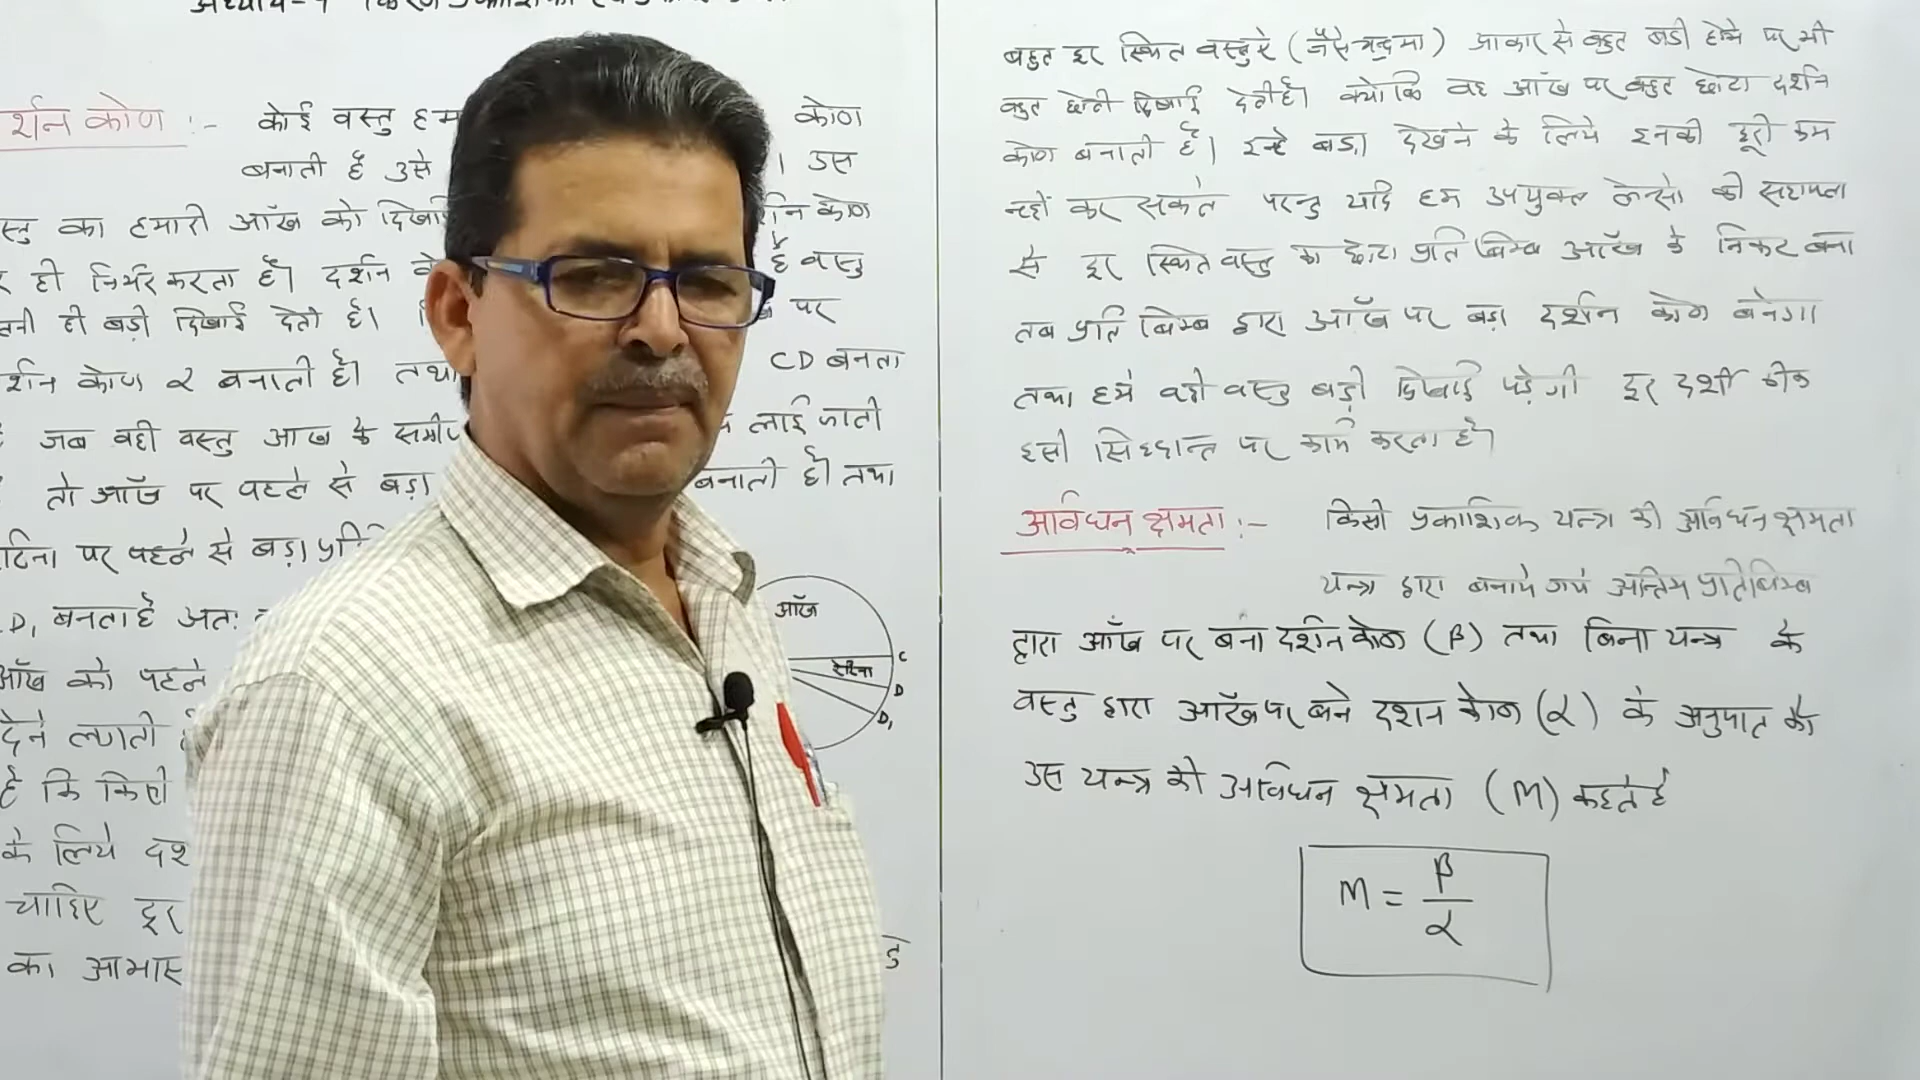 अध्याय-
र्शन कोण :- कोई वस्तु हम कोण
बनाती है उसे । उस
स्तु का हमारी आँख को दिखा र्शन कोण
र ही निर्भर करता है। दर्शन को है वस्तु
तनी ही बड़ी दिखाई देती है। पर
र्शन कोण α बनाती है। तथा CD बनता
जब वही वस्तु आख के समीप लाई जाती
तो आँख पर पहले से बड़ा बनाती है। तथा
रेटिना पर पहले से बड़ा प्रति
D₁ बनता है अतः
आँख को पहले
देने लगती
है कि किसी
के लिये दर्श
चाहिए दूर
का आभास
आँख
रेटिना
C
D
D₁
बहुत दूर स्थित वस्तुएं (जैसे-चन्द्रमा) आकार से बहुत बडी होने पर भी
बहुत छोटी दिखाई देती है। क्योकि वह आँख पर बहुत छोटा दर्शन
कोण बनाती है। इन्हे बड़ा देखने के लिये इनकी दूरी कम
नहीं कर सकते परन्तु यदि हम उपयुक्त लेन्सो की सहायता
से दूर स्थित वस्तु का छोटा प्रतिबिम्ब आँख के निकट बना
तब प्रतिबिम्ब द्वारा आँख पर बड़ा दर्शन कोण बनेगा
तथा हमे वही वस्तु बड़ी दिखाई पड़ेगी दूर दर्शी ठीक
इसी सिध्दान्त पर कार्य करता है।
आवर्धन क्षमता :- किसी प्रकाशिक यन्त्र की आवर्धन क्षमता
यन्त्र द्वारा बनाये गये अन्तिम प्रतिबिम्ब
द्वारा आँख पर बना दर्शन कोण (β) तथा बिना यन्त्र के
वस्तु द्वारा आँख पर बने दर्शन कोण (α) के अनुपात को
उस यन्त्र की आवर्धन क्षमता (M) कहते है
M = β/α